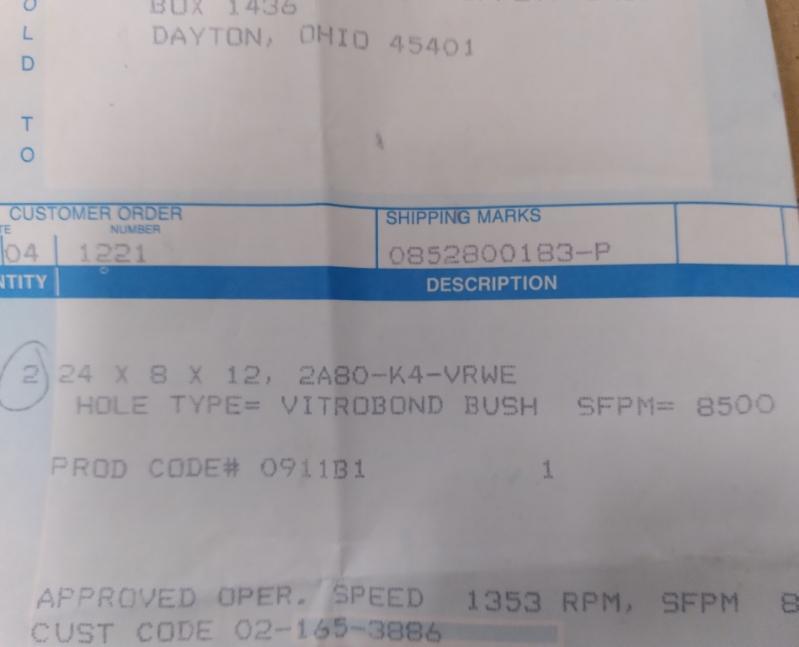 O
L
D
T
O
BOX 1436
DAYTON, OHIO 45401
CUSTOMER ORDER
NUMBER
SHIPPING MARKS
04 1221 0852800183-P
DESCRIPTION
2 24 X 8 X 12, 2A80-K4-VRWE
HOLE TYPE= VITROBOND BUSH SFPM= 8500
PROD CODE# 0911B1 1
APPROVED OPER. SPEED 1353 RPM, SFPM 8
CUST CODE 02-165-3886